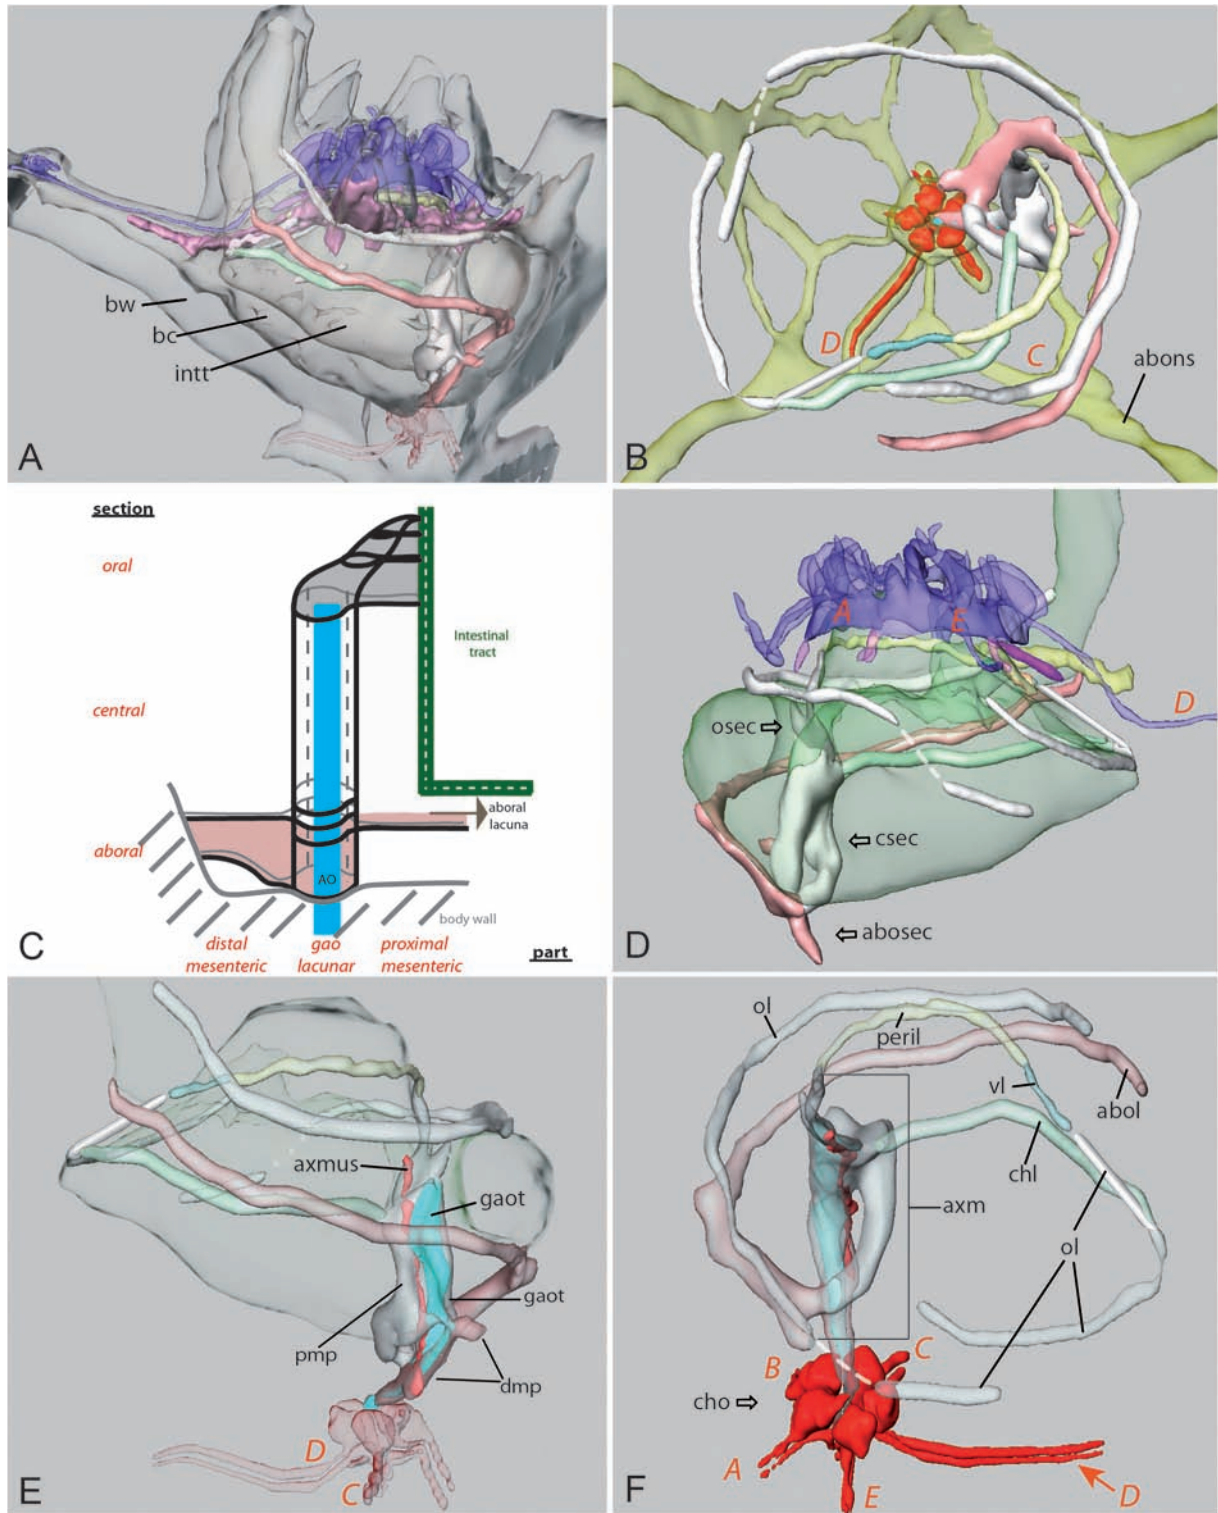 bw
bc
intt
A
D
C
abons
B
section
oral
central
aboral
Intestinal
tract
aboral
lacuna
AO
body wall
distal
mesenteric
gao
lacunar
proximal
mesenteric
part
C
A
E
D
osec
csec
abosec
D
axmus
gaot
gaot
pmp
dmp
D
C
E
ol
peril
vl
abol
chl
axm
ol
B
C
cho
A
E
D
F